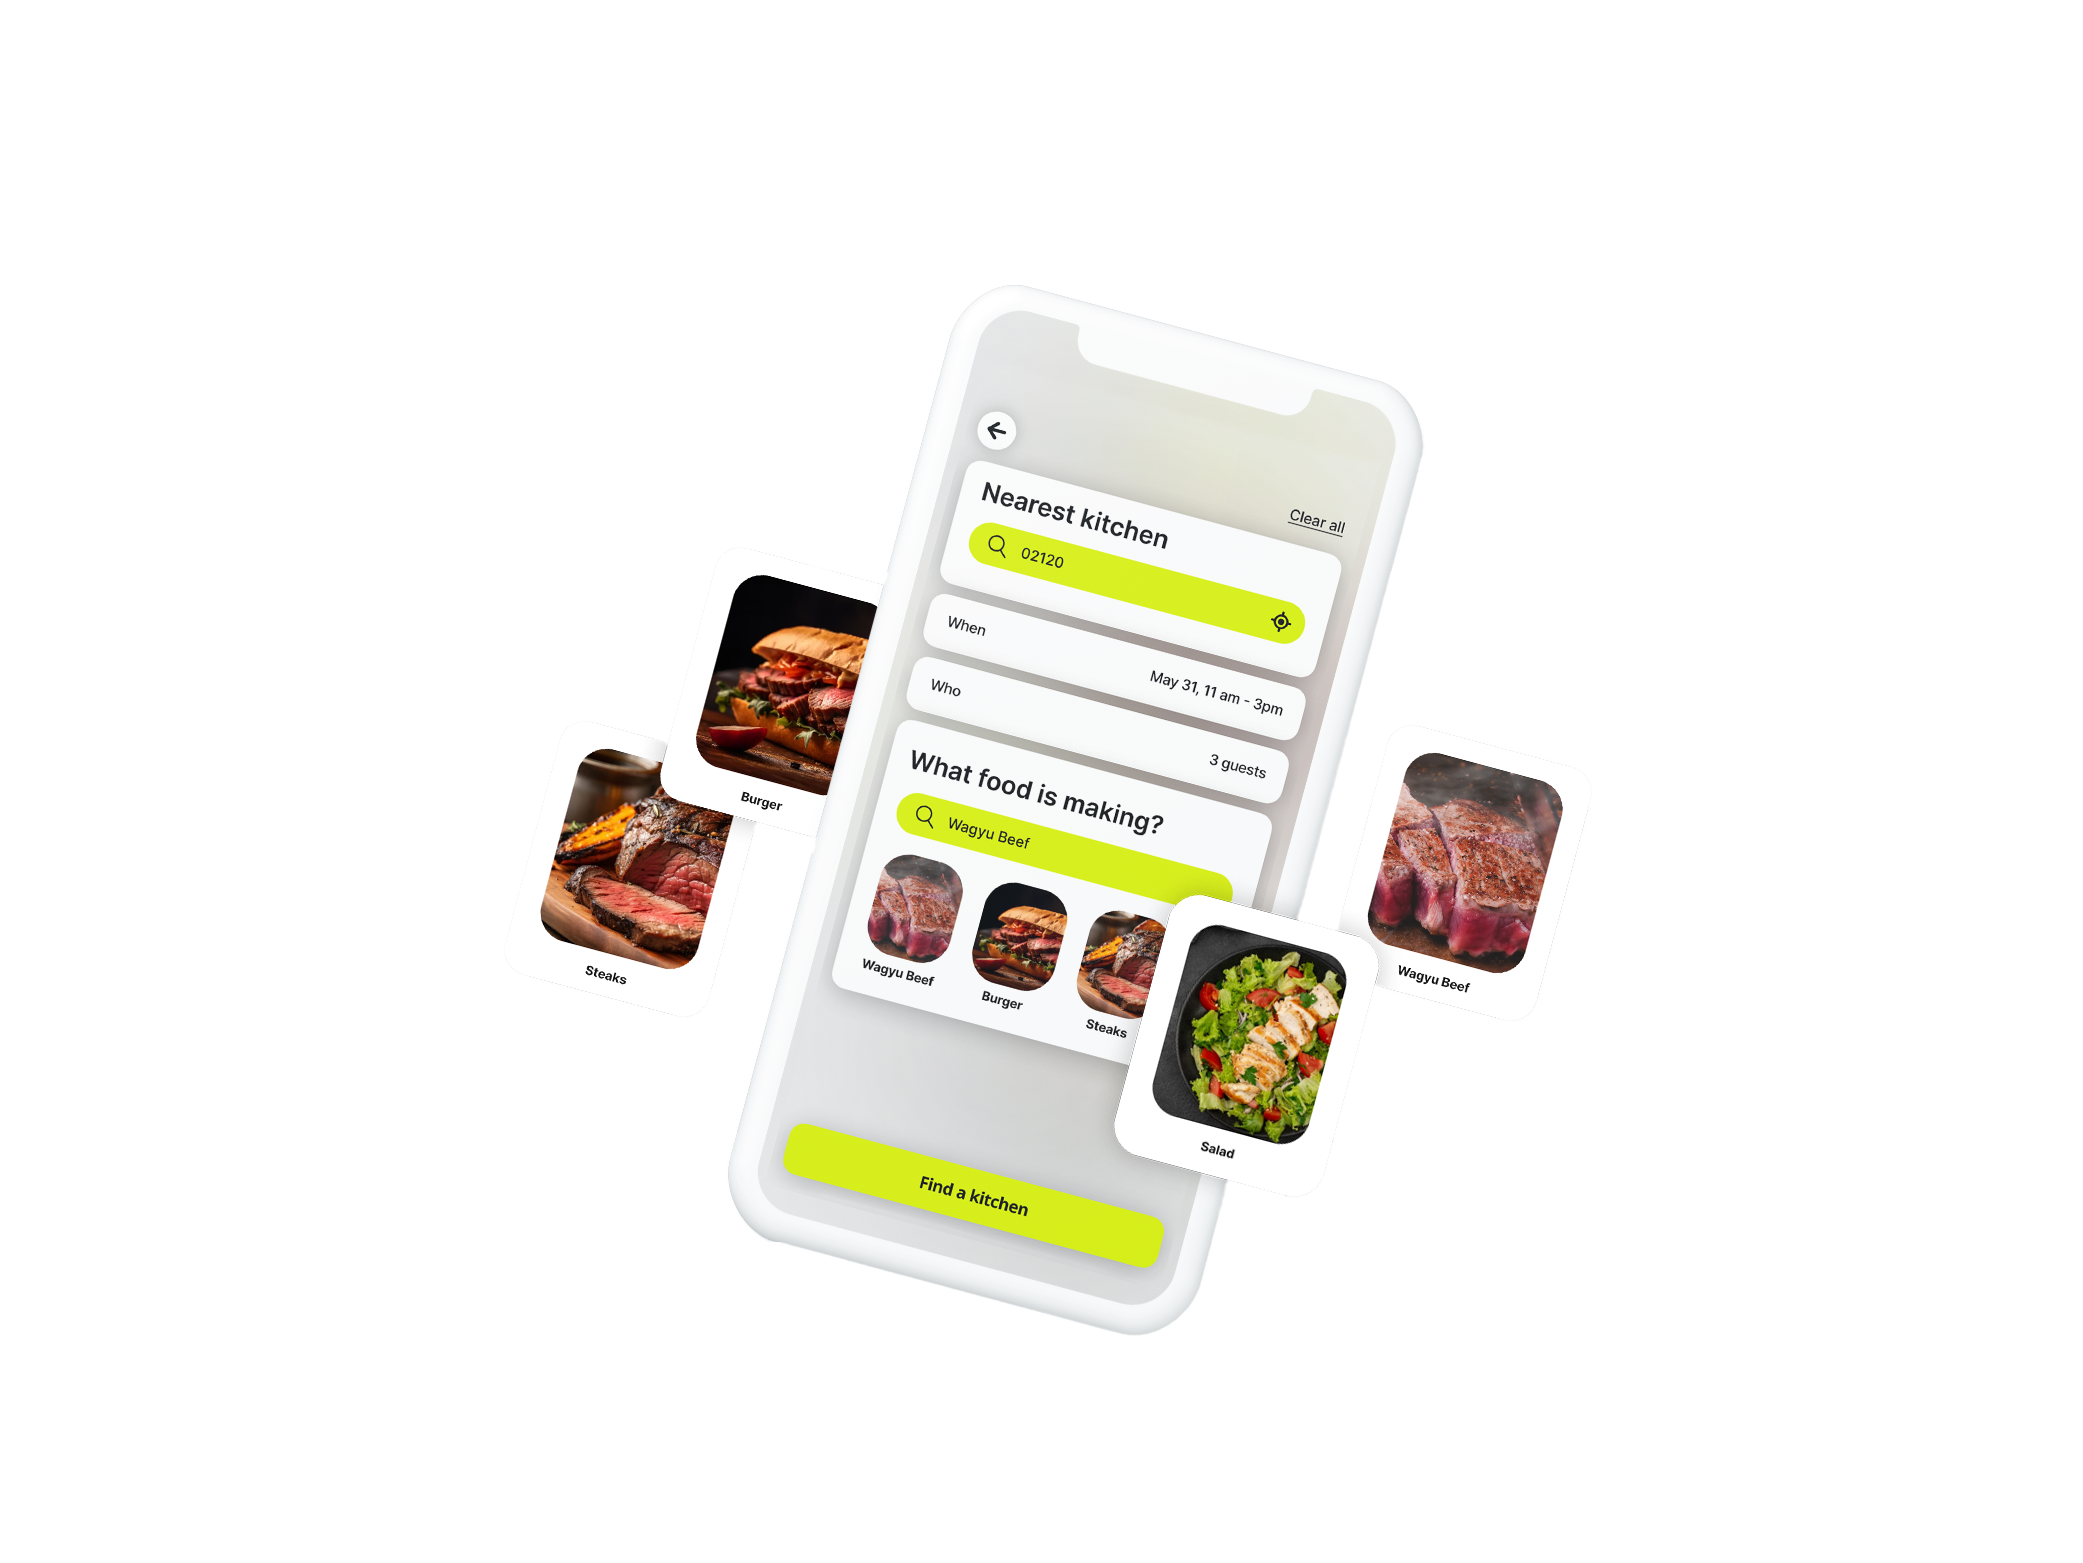 Clear all
Nearest kitchen
02120
When
May 31, 11 am - 3pm
Who
3 guests
What food is making?
Wagyu Beef
Wagyu Beef
Burger
Steaks
Find a kitchen
Burger
Steaks
Salad
Wagyu Beef